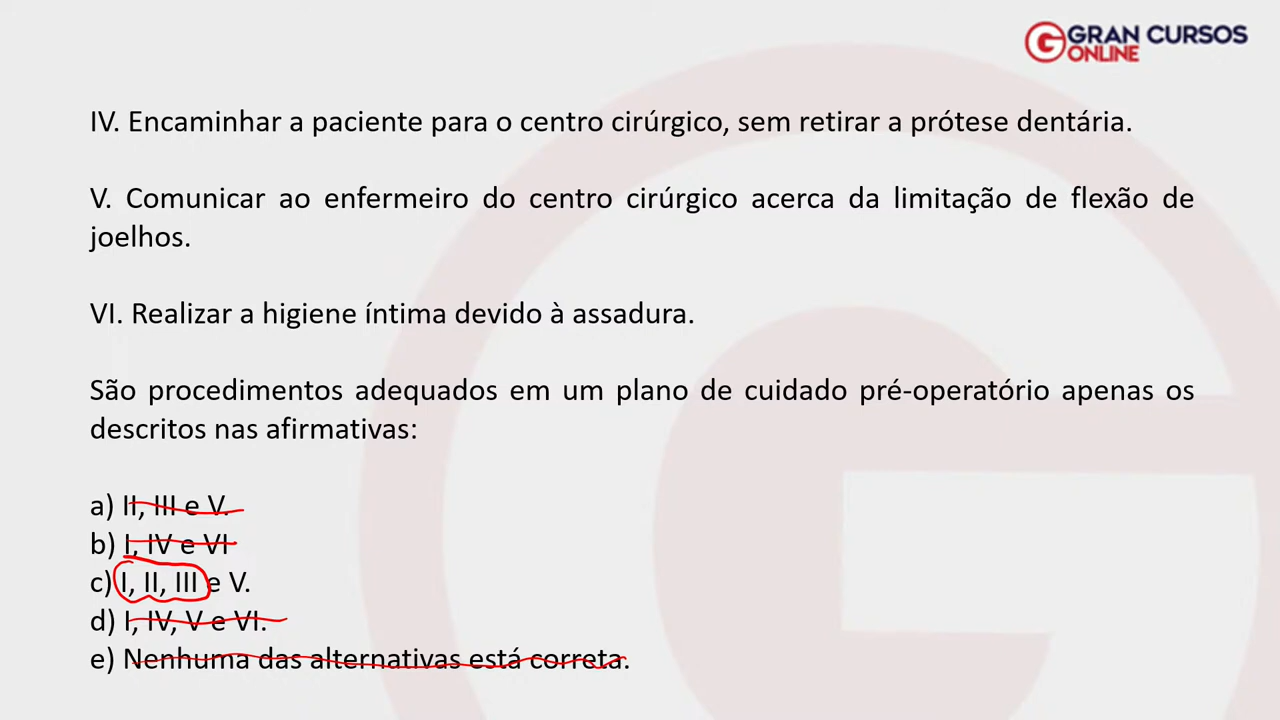 GRAN CURSOS
ONLINE
IV. Encaminhar a paciente para o centro cirúrgico, sem retirar a prótese dentária.
V. Comunicar ao enfermeiro do centro cirúrgico acerca da limitação de flexão de
joelhos.
VI. Realizar a higiene íntima devido à assadura.
São procedimentos adequados em um plano de cuidado pré-operatório apenas os
descritos nas afirmativas:
a) II, III e V.
b) I, IV e VI
c) I, II, III e V.
d) I, IV, V e VI.
e) Nenhuma das alternativas está correta.